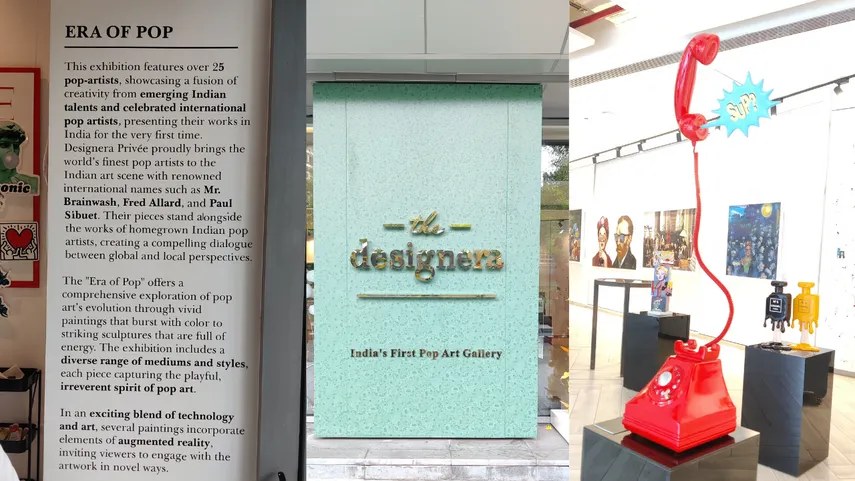 ERA OF POP
This exhibition features over 25
pop-artists, showcasing a fusion of
creativity from emerging Indian
talents and celebrated international
pop artists, presenting their works in
India for the very first time.
Designera Privée proudly brings the
world's finest pop artists to the
Indian art scene with renowned
international names such as Mr.
Brainwash, Fred Allard, and Paul
Sibuet. Their pieces stand alongside
the works of homegrown Indian pop
artists, creating a compelling dialogue
between global and local perspectives.
The "Era of Pop" offers a
comprehensive exploration of pop
art's evolution through vivid
paintings that burst with color to
striking sculptures that are full of
energy. The exhibition includes a
diverse range of mediums and styles,
each piece capturing the playful,
irreverent spirit of pop art.
In an exciting blend of technology
and art, several paintings incorporate
elements of augmented reality,
inviting viewers to engage with the
artwork in novel ways.
onic
the
designera
India's First Pop Art Gallery
SUP?